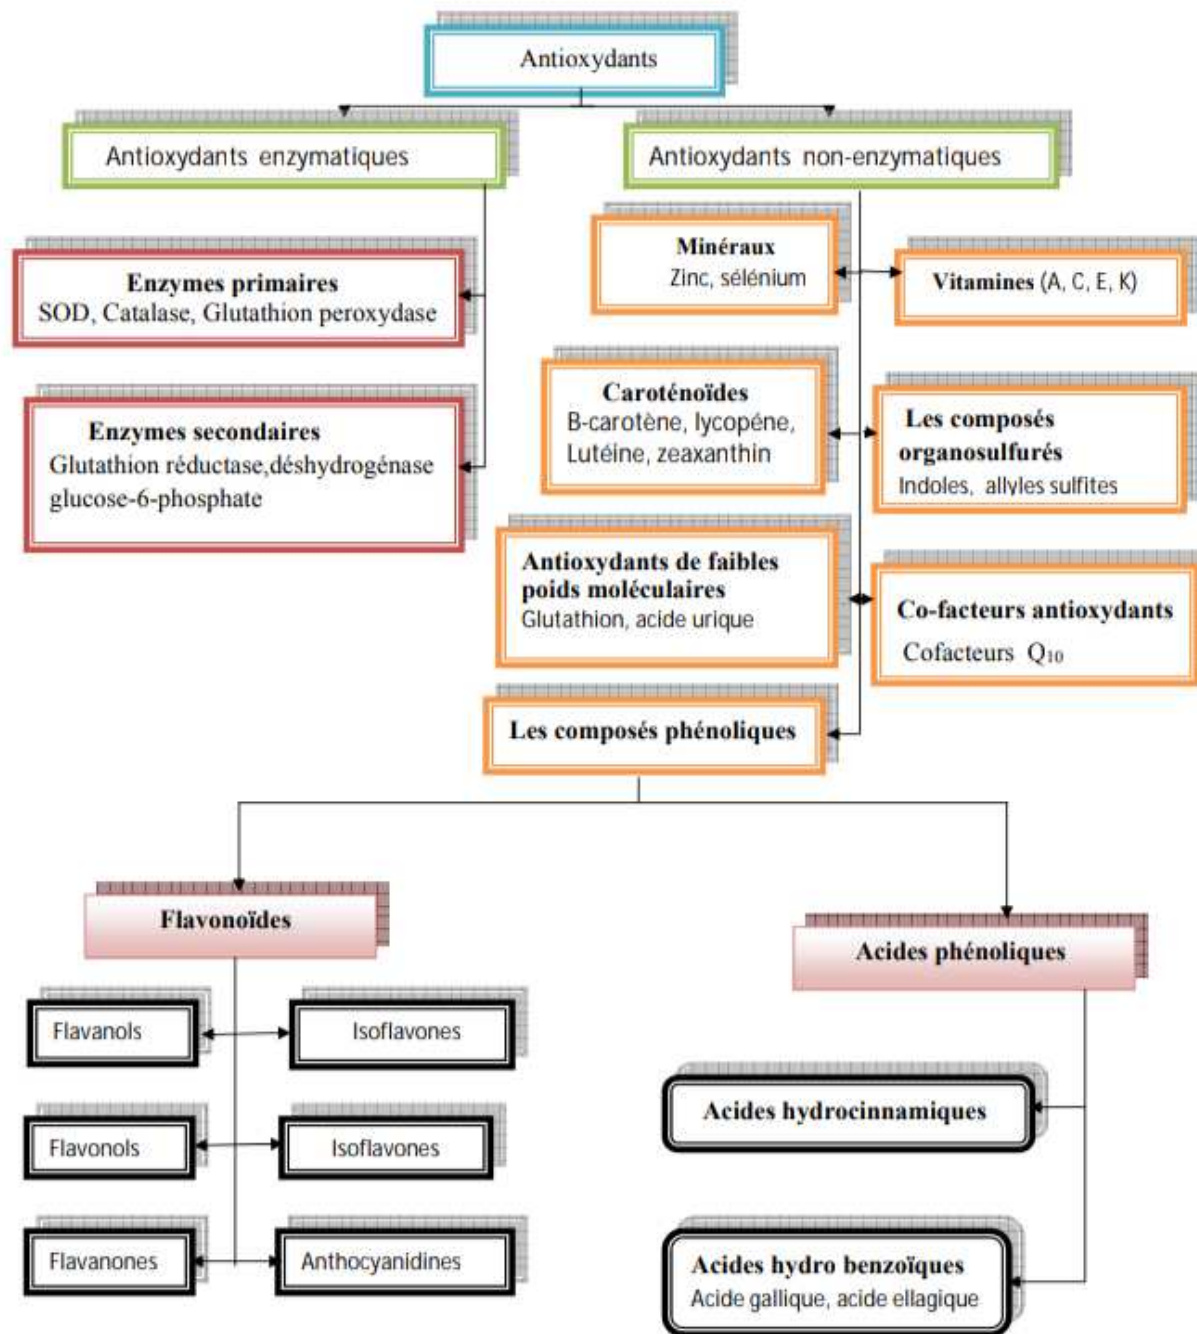 Antioxydants
Antioxydants enzymatiques
Antioxydants non-enzymatiques
Minéraux
Zinc, sélénium
Vitamines (A, C, E, K)
Enzymes primaires
SOD, Catalase, Glutathion peroxydase
Caroténoïdes
B-carotène, lycopéne,
Lutéine, zeaxanthin
Les composés
organosulfurés
Indoles, allyles sulfites
Enzymes secondaires
Glutathion réductase,déshydrogénase
glucose-6-phosphate
Antioxydants de faibles
poids moléculaires
Glutathion, acide urique
Co-facteurs antioxydants
Cofacteurs Q₁₀
Les composés phénoliques
Flavonoïdes
Acides phénoliques
Flavanols
Isoflavones
Flavonols
Isoflavones
Flavanones
Anthocyanidines
Acides hydrocinnamiques
Acides hydro benzoïques
Acide gallique, acide ellagique